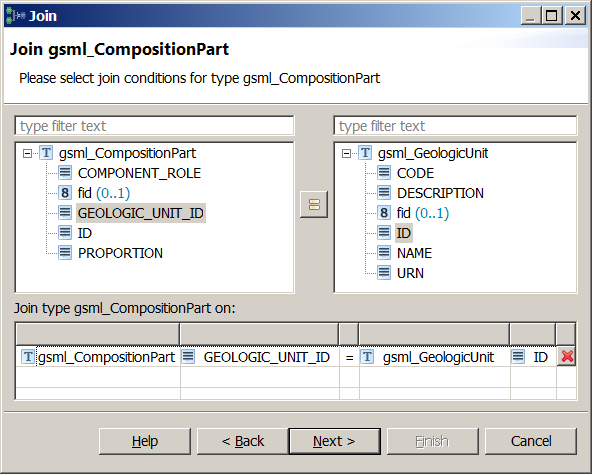 Join
Join gsml_CompositionPart
Please select join conditions for type gsml_CompositionPart
type filter text
T gsml_CompositionPart
COMPONENT_ROLE
8 fid (0..1)
GEOLOGIC_UNIT_ID
ID
PROPORTION
type filter text
T gsml_GeologicUnit
CODE
DESCRIPTION
8 fid (0..1)
ID
NAME
URN
Join type gsml_CompositionPart on:
T gsml_CompositionPart GEOLOGIC_UNIT_ID = T gsml_GeologicUnit ID
Help < Back Next > Finish Cancel